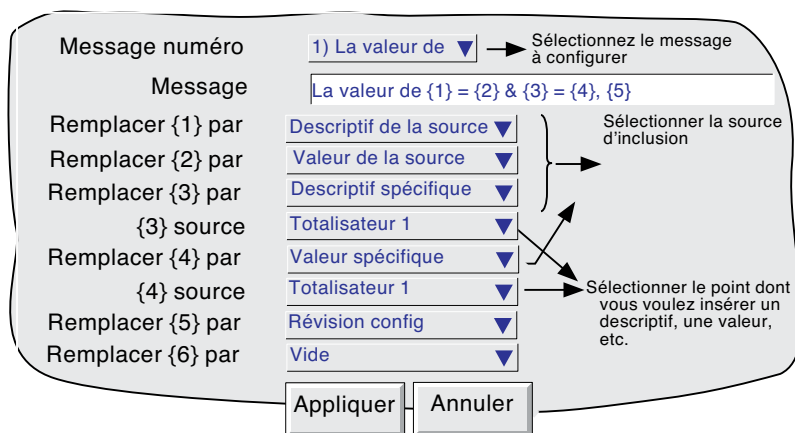 Message numéro
1) La valeur de
Sélectionnez le message
à configurer
Message
La valeur de {1} = {2} & {3} = {4}, {5}
Remplacer {1} par
Descriptif de la source
Sélectionner la source
d'inclusion
Remplacer {2} par
Valeur de la source
Remplacer {3} par
Descriptif spécifique
{3} source
Totalisateur 1
Remplacer {4} par
Valeur spécifique
{4} source
Totalisateur 1
Sélectionner le point dont
vous voulez insérer un
descriptif, une valeur,
etc.
Remplacer {5} par
Révision config
Remplacer {6} par
Vide
Appliquer
Annuler